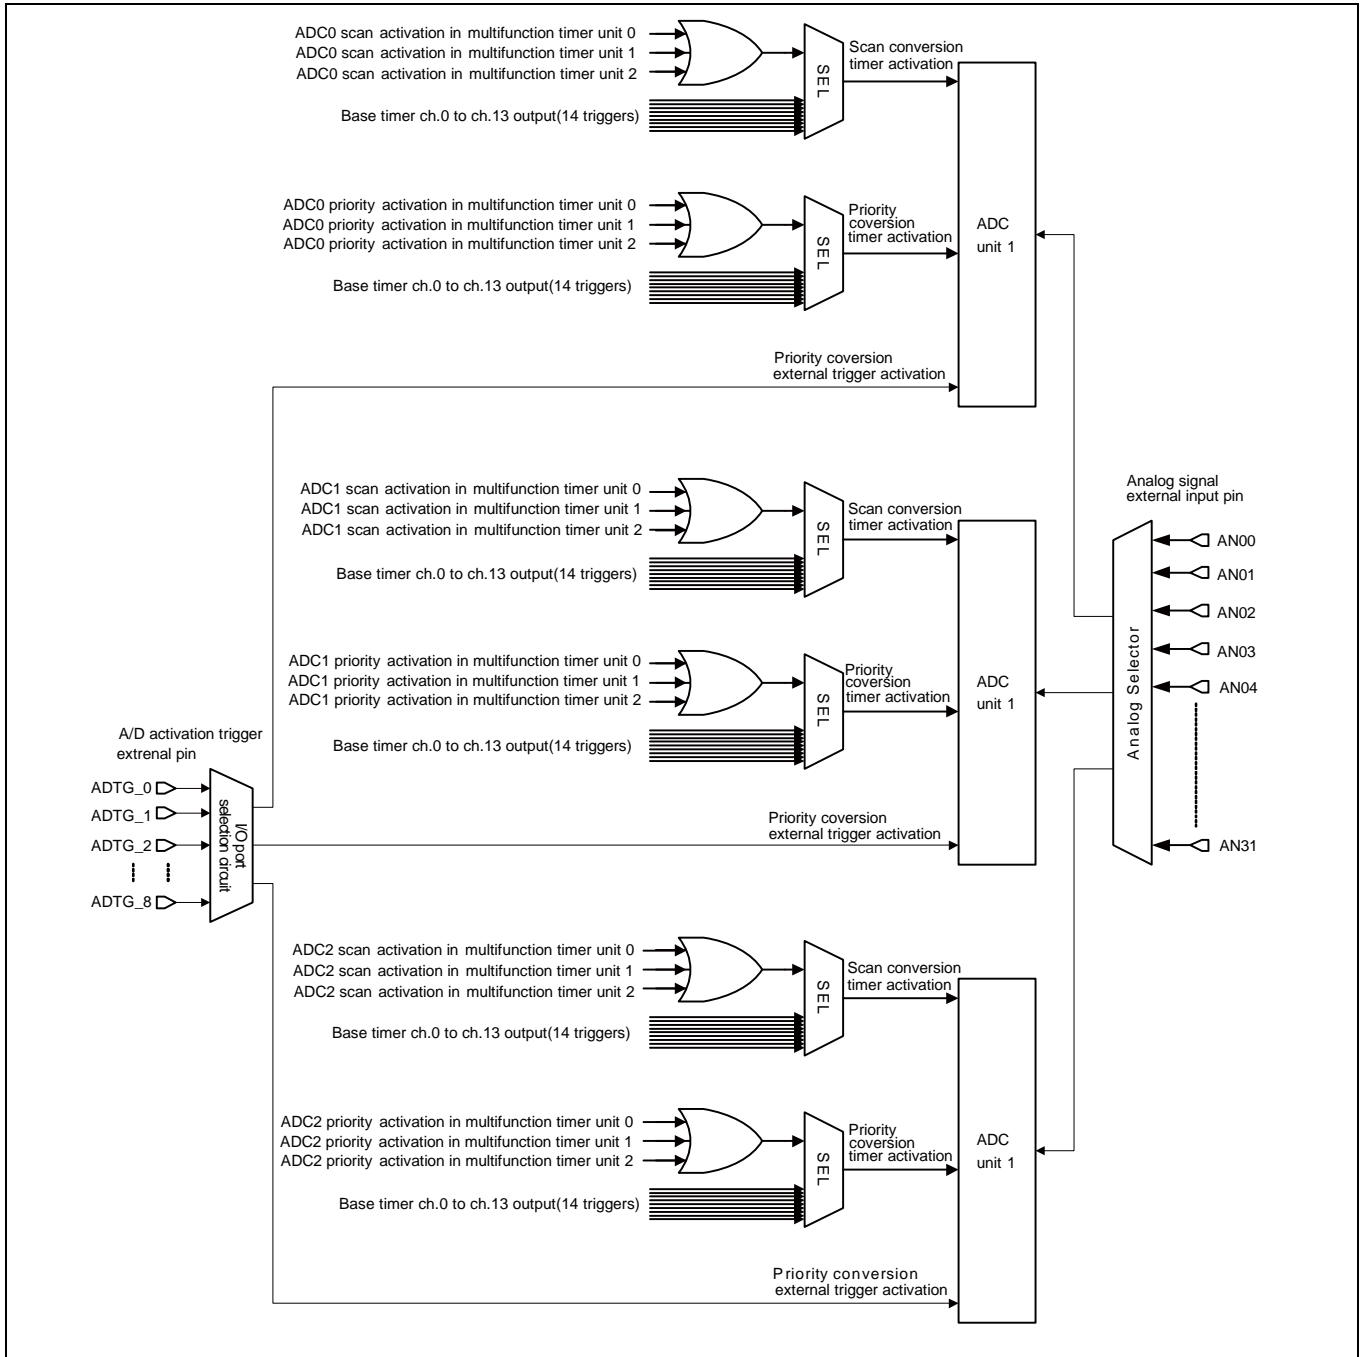 ADC0 scan activation in multifunction timer unit 0
ADC0 scan activation in multifunction timer unit 1
ADC0 scan activation in multifunction timer unit 2
Base timer ch.0 to ch.13 output(14 triggers)
SEL
Scan conversion
timer activation
ADC0 priority activation in multifunction timer unit 0
ADC0 priority activation in multifunction timer unit 1
ADC0 priority activation in multifunction timer unit 2
Base timer ch.0 to ch.13 output(14 triggers)
SEL
Priority
coversion
timer activation
ADC
unit 1
Priority coversion
external trigger activation
ADC1 scan activation in multifunction timer unit 0
ADC1 scan activation in multifunction timer unit 1
ADC1 scan activation in multifunction timer unit 2
Base timer ch.0 to ch.13 output(14 triggers)
SEL
Scan conversion
timer activation
Analog signal
external input pin
AN00
AN01
AN02
AN03
AN04
AN31
Analog Selector
ADC1 priority activation in multifunction timer unit 0
ADC1 priority activation in multifunction timer unit 1
ADC1 priority activation in multifunction timer unit 2
Base timer ch.0 to ch.13 output(14 triggers)
SEL
Priority
coversion
timer activation
ADC
unit 1
A/D activation trigger
extrenal pin
ADTG_0
ADTG_1
ADTG_2
ADTG_8
I/O port
selection circuit
Priority coversion
external trigger activation
ADC2 scan activation in multifunction timer unit 0
ADC2 scan activation in multifunction timer unit 1
ADC2 scan activation in multifunction timer unit 2
Base timer ch.0 to ch.13 output(14 triggers)
SEL
Scan conversion
timer activation
ADC2 priority activation in multifunction timer unit 0
ADC2 priority activation in multifunction timer unit 1
ADC2 priority activation in multifunction timer unit 2
Base timer ch.0 to ch.13 output(14 triggers)
SEL
Priority
coversion
timer activation
ADC
unit 1
Priority conversion
external trigger activation